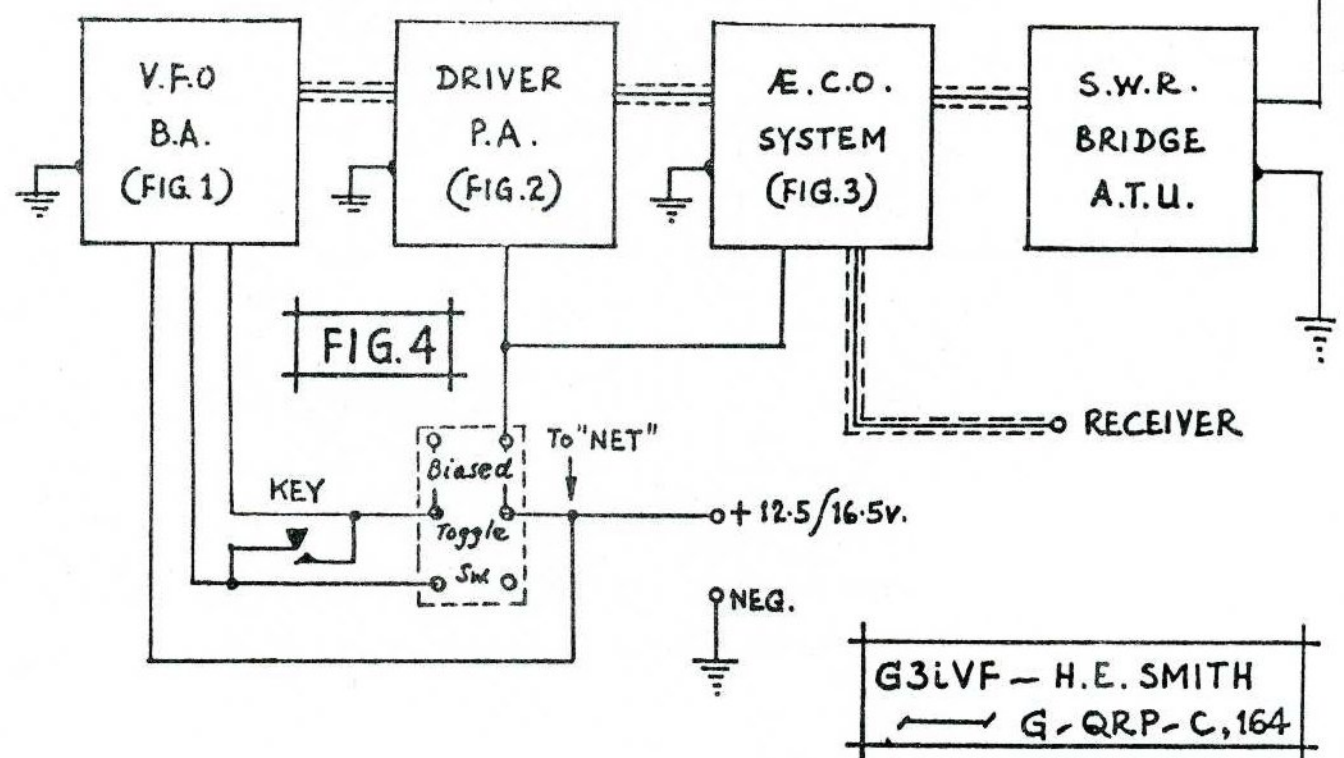 V.F.O
B.A.
(FIG. 1)
DRIVER
P.A.
(FIG.2)
Æ.C.O.
SYSTEM
(FIG.3)
S.W.R.
BRIDGE
A.T.U.
FIG. 4
RECEIVER
To "NET"
Biased
KEY
Toggle
+ 12.5/16.5v.
Sw.
NEG.
G3iVF - H.E. SMITH
G-QRP-C, 164